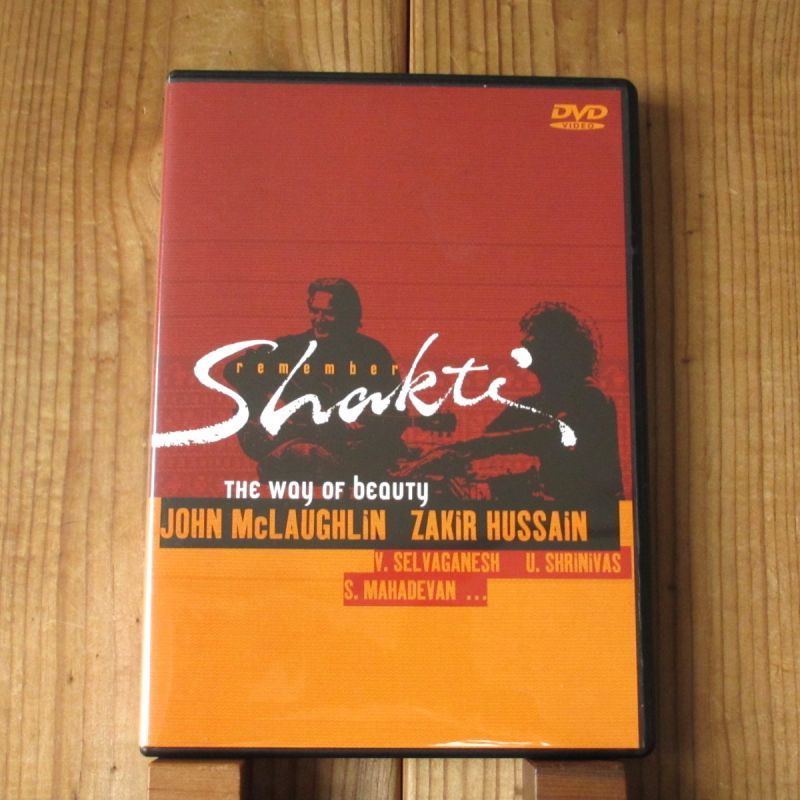 DVD
VIDEO
remember
Shakti
THE WAY OF BEAUTY
JOHN McLAUGHLIN ZAKIR HUSSAIN
V. SELVAGANESH U. SHRINIVAS
S. MAHADEVAN ...